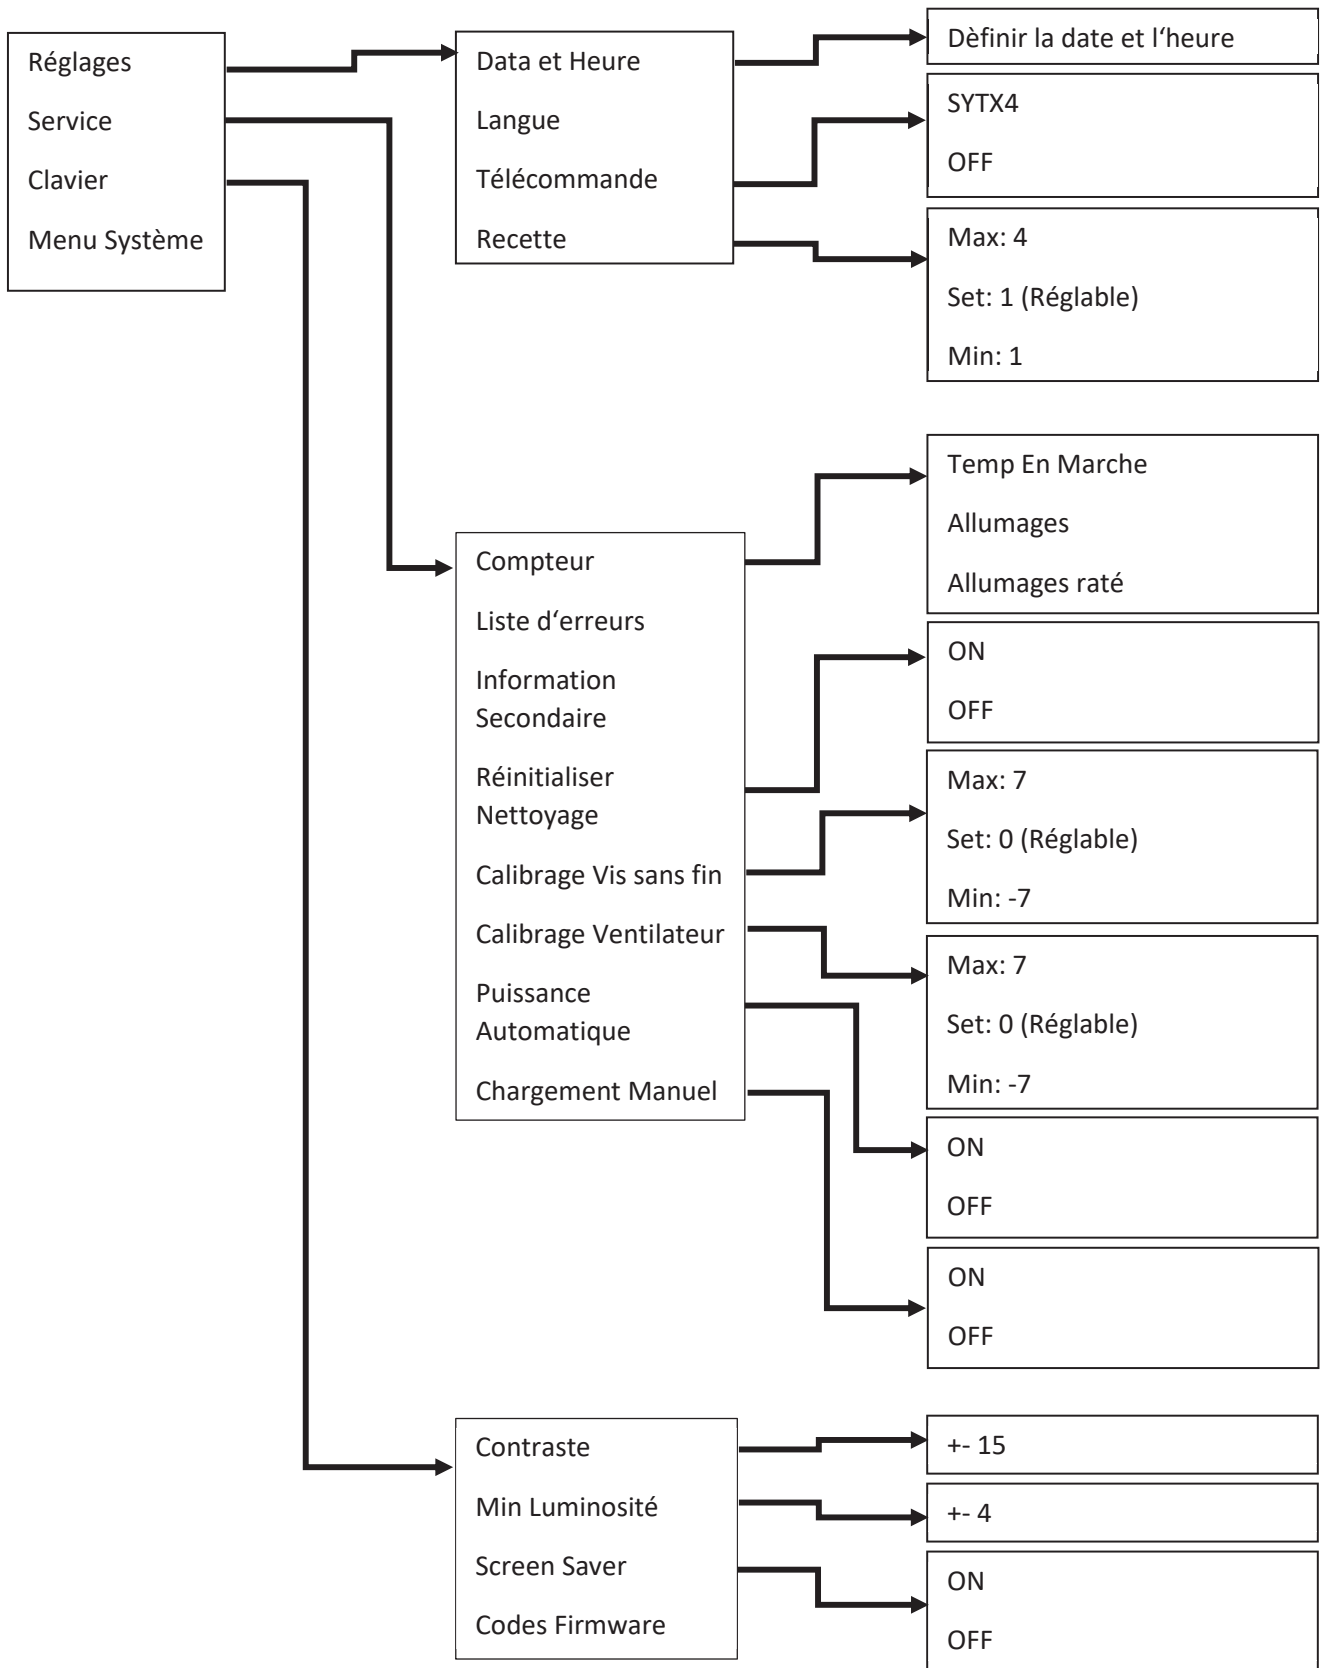 Réglages
Service
Clavier
Menu Système
Data et Heure
Langue
Télécommande
Recette
Dèfinir la date et l‘heure
SYTX4
OFF
Max: 4
Set: 1 (Réglable)
Min: 1
Compteur
Liste d‘erreurs
Information
Secondaire
Réinitialiser
Nettoyage
Calibrage Vis sans fin
Calibrage Ventilateur
Puissance
Automatique
Chargement Manuel
Temp En Marche
Allumages
Allumages raté
ON
OFF
Max: 7
Set: 0 (Réglable)
Min: -7
Max: 7
Set: 0 (Réglable)
Min: -7
ON
OFF
ON
OFF
Contraste
Min Luminosité
Screen Saver
Codes Firmware
+- 15
+- 4
ON
OFF